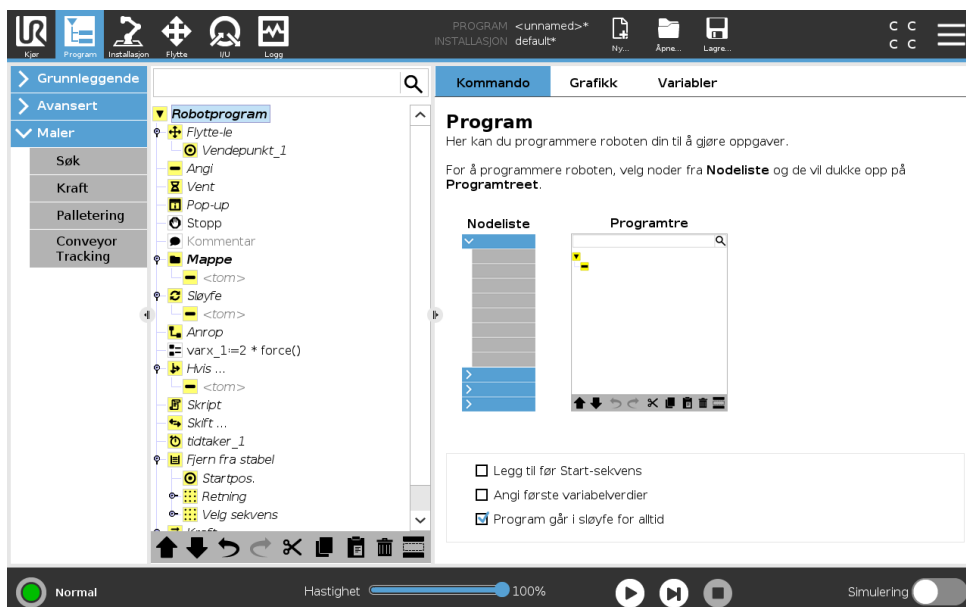 PROGRAM <unnamed>*
INSTALLASJON default*
UR
Kjør
Program
Installasjon
Flytte
I/U
Logg
Ny...
Åpne...
Lagre...
C C
C C
Grunnleggende
Avansert
Maler
Søk
Kraft
Palletering
Conveyor
Tracking
Robotprogram
Flytte-le
Vendepunkt_1
Angi
Vent
Pop-up
Stopp
Kommentar
Mappe
<tom>
Sløyfe
<tom>
Anrop
varx_1:=2 * force()
Hvis ...
<tom>
Skript
Skift ...
tidtaker_1
Fjern fra stabel
Startpos.
Retning
Velg sekvens
Kraft
Kommando
Grafikk
Variabler
Program
Her kan du programmere roboten din til å gjøre oppgaver.
For å programmere roboten, velg noder fra Nodeliste og de vil dukke opp på
Programtreet.
Nodeliste
Programtre
Legg til før Start-sekvens
Angi første variabelverdier
Program går i sløyfe for alltid
Normal
Hastighet
100%
Simulering